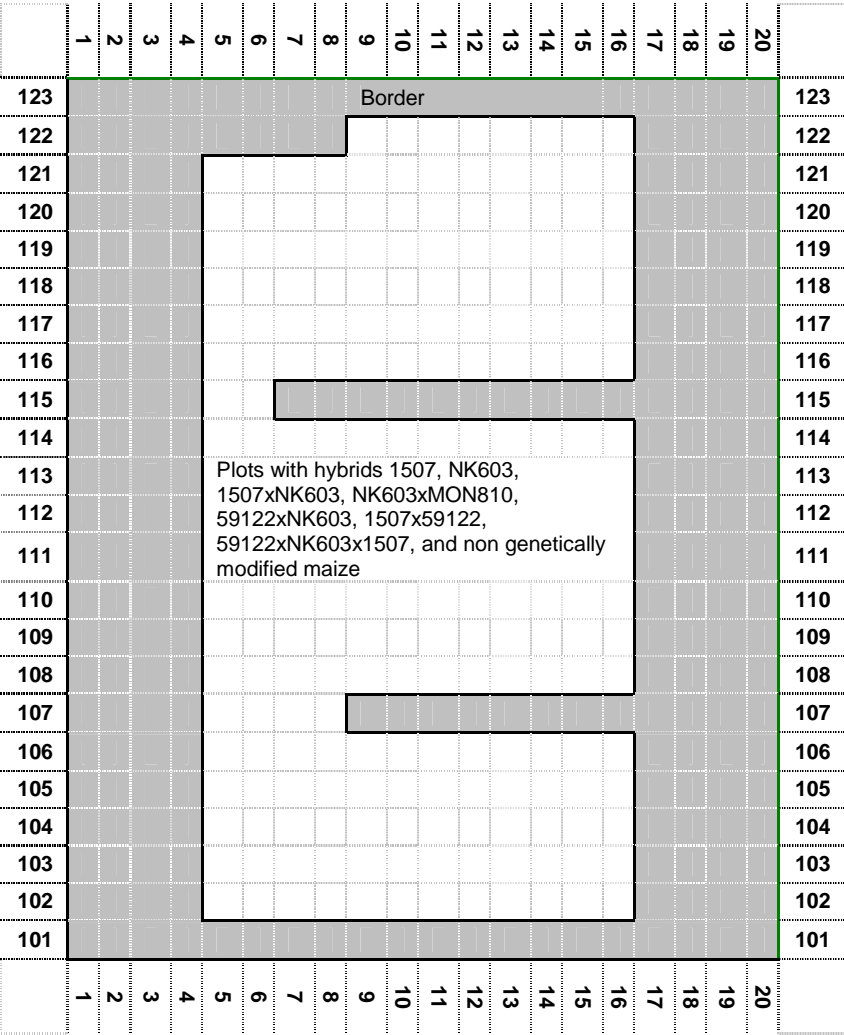 1 2 3 4 5 6 7 8 9 10 11 12 13 14 15 16 17 18 19 20
123 Border 123
122 122
121 121
120 120
119 119
118 118
117 117
116 116
115 115
114 114
113 Plots with hybrids 1507, NK603, 113
1507xNK603, NK603xMON810,
112 59122xNK603, 1507x59122, 112
111 59122xNK603x1507, and non genetically 111
modified maize
110 110
109 109
108 108
107 107
106 106
105 105
104 104
103 103
102 102
101 101
1 2 3 4 5 6 7 8 9 10 11 12 13 14 15 16 17 18 19 20